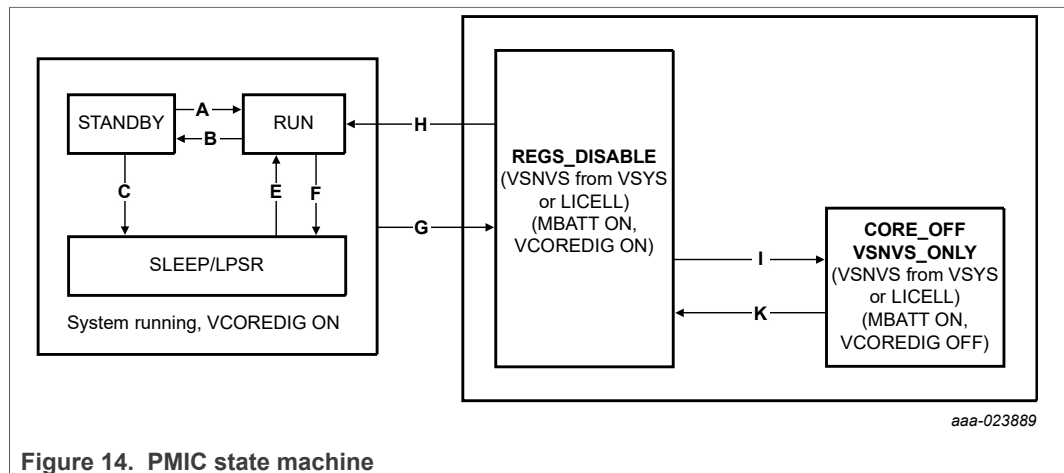 STANDBY
A
B
RUN
C
E
F
SLEEP/LPSR
System running, VCOREDIG ON
H
G
REGS_DISABLE
(VSNVS from VSYS
or LICELL)
(MBATT ON,
VCOREDIG ON)
I
K
CORE_OFF
VSNVS_ONLY
(VSNVS from VSYS
or LICELL)
(MBATT ON,
VCOREDIG OFF)
aaa-023889
Figure 14. PMIC state machine